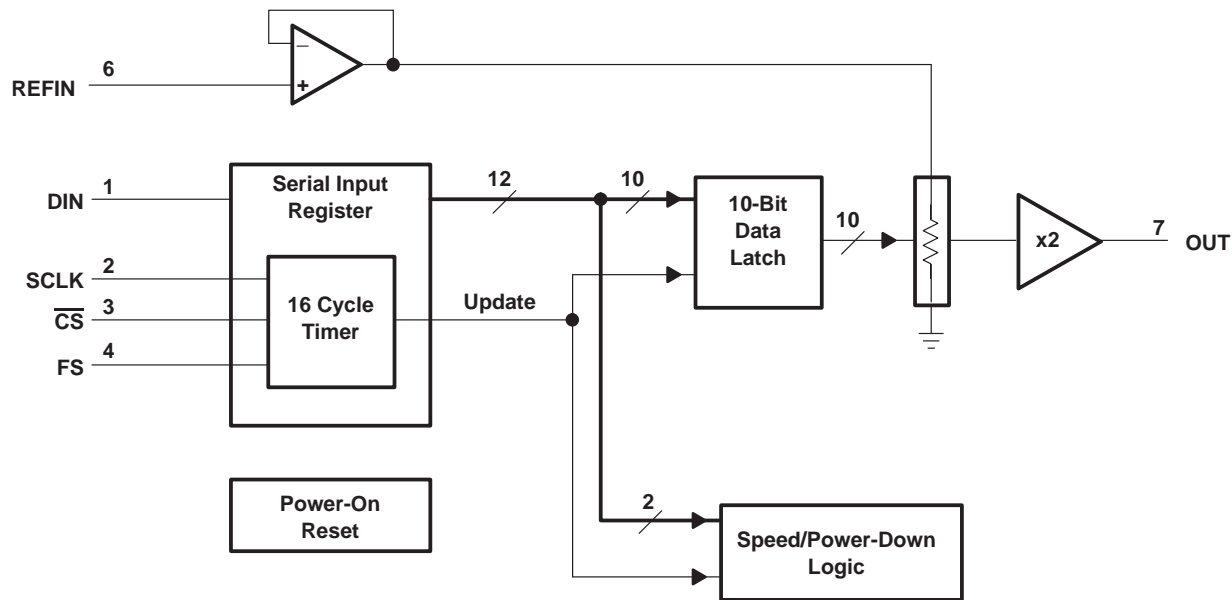 6
REFIN
−
+
1
DIN
Serial Input
Register
12
10
10-Bit
Data
Latch
10
x2
7
OUT
2
SCLK
3
C̅S̅
4
FS
16 Cycle
Timer
Update
Power-On
Reset
2
Speed/Power-Down
Logic